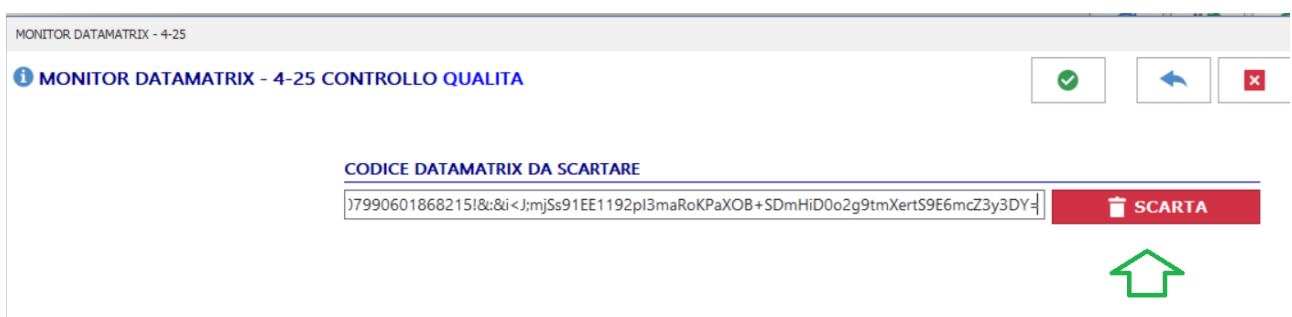 MONITOR DATAMATRIX - 4-25
MONITOR DATAMATRIX - 4-25 CONTROLLO QUALITA
CODICE DATAMATRIX DA SCARTARE
)7990601868215!&:&i<J;mjSs91EE1192pI3maRoKPaXOB+SDmHiD0o2g9tmXertS9E6mcZ3y3DY=
SCARTA